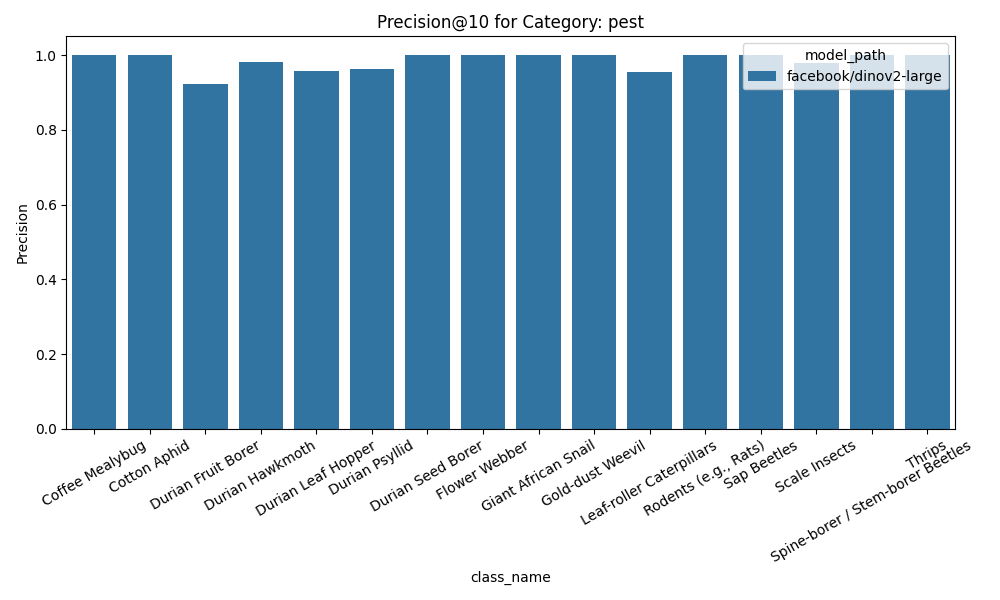 Precision@10 for Category: pest
model_path
facebook/dinov2-large
Precision
1.0
0.8
0.6
0.4
0.2
0.0
Coffee Mealybug
Cotton Aphid
Durian Fruit Borer
Durian Hawkmoth
Durian Leaf Hopper
Durian Psyllid
Durian Seed Borer
Flower Webber
Giant African Snail
Gold-dust Weevil
Leaf-roller Caterpillars
Rodents (e.g., Rats)
Sap Beetles
Scale Insects
Spine-borer / Stem-borer Beetles
Thrips
class_name